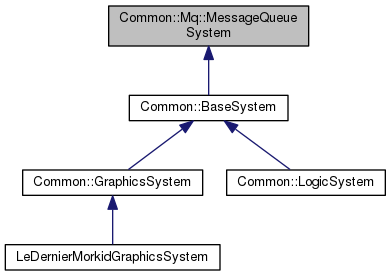 Common::Mq::MessageQueue
System
Common::BaseSystem
Common::GraphicsSystem
Common::LogicSystem
LeDernierMorkidGraphicsSystem